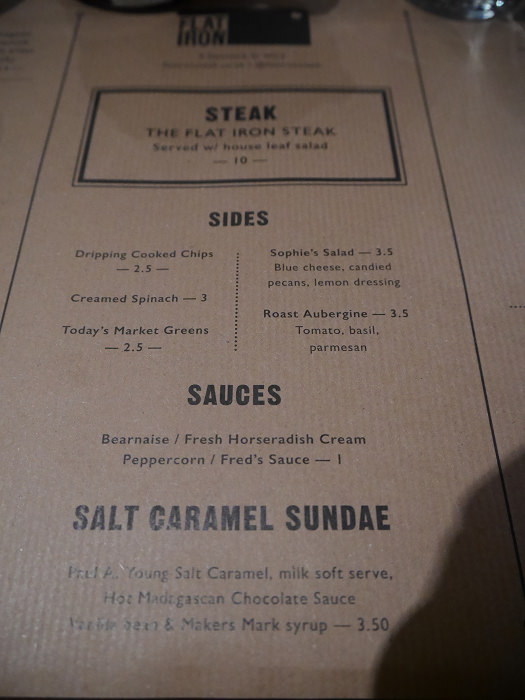 FLAT
IRON
STEAK
THE FLAT IRON STEAK
Served w/ house leaf salad
— 10 —
SIDES
Dripping Cooked Chips
— 2.5 —
Creamed Spinach — 3
Today's Market Greens
— 2.5 —
Sophie's Salad — 3.5
Blue cheese, candied
pecans, lemon dressing
Roast Aubergine — 3.5
Tomato, basil,
parmesan
SAUCES
Bearnaise / Fresh Horseradish Cream
Peppercorn / Fred's Sauce — 1
SALT CARAMEL SUNDAE
Paul A. Young Salt Caramel, milk soft serve,
Hot Madagascan Chocolate Sauce
& Makers Mark syrup — 3.50